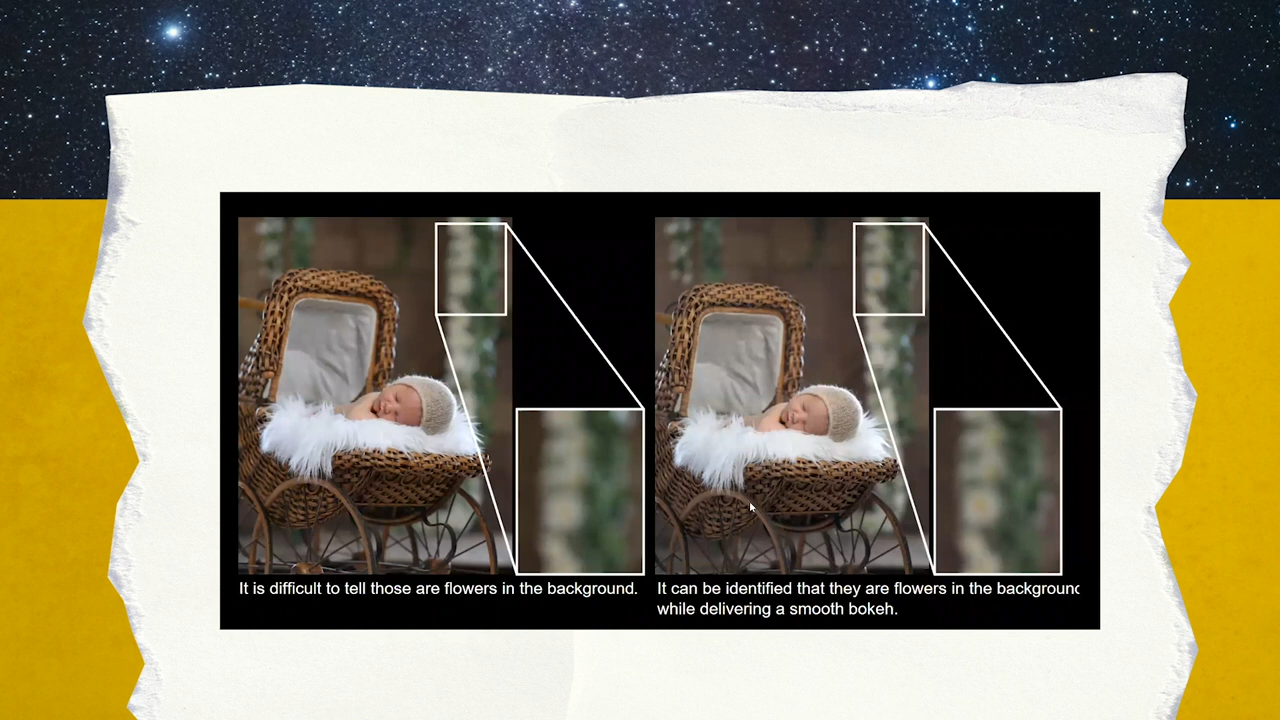 It is difficult to tell those are flowers in the background.
It can be identified that they are flowers in the background
while delivering a smooth bokeh.